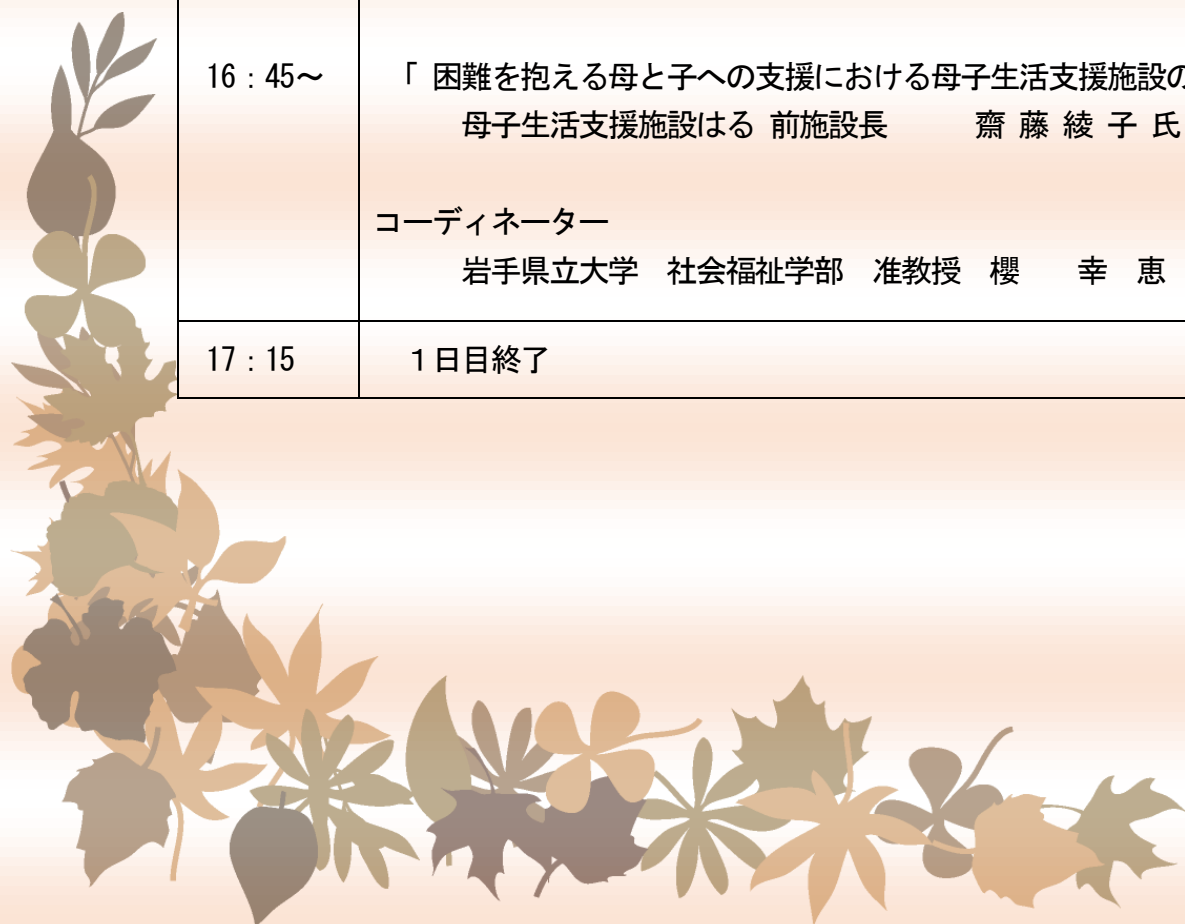 16：45～ 「 困難を抱える母と子への支援における母子生活支援施設の
母子生活支援施設はる 前施設長 齋 藤 綾 子 氏
コーディネーター
岩手県立大学 社会福祉学部 准教授 櫻 幸 恵
17：15 １日目終了